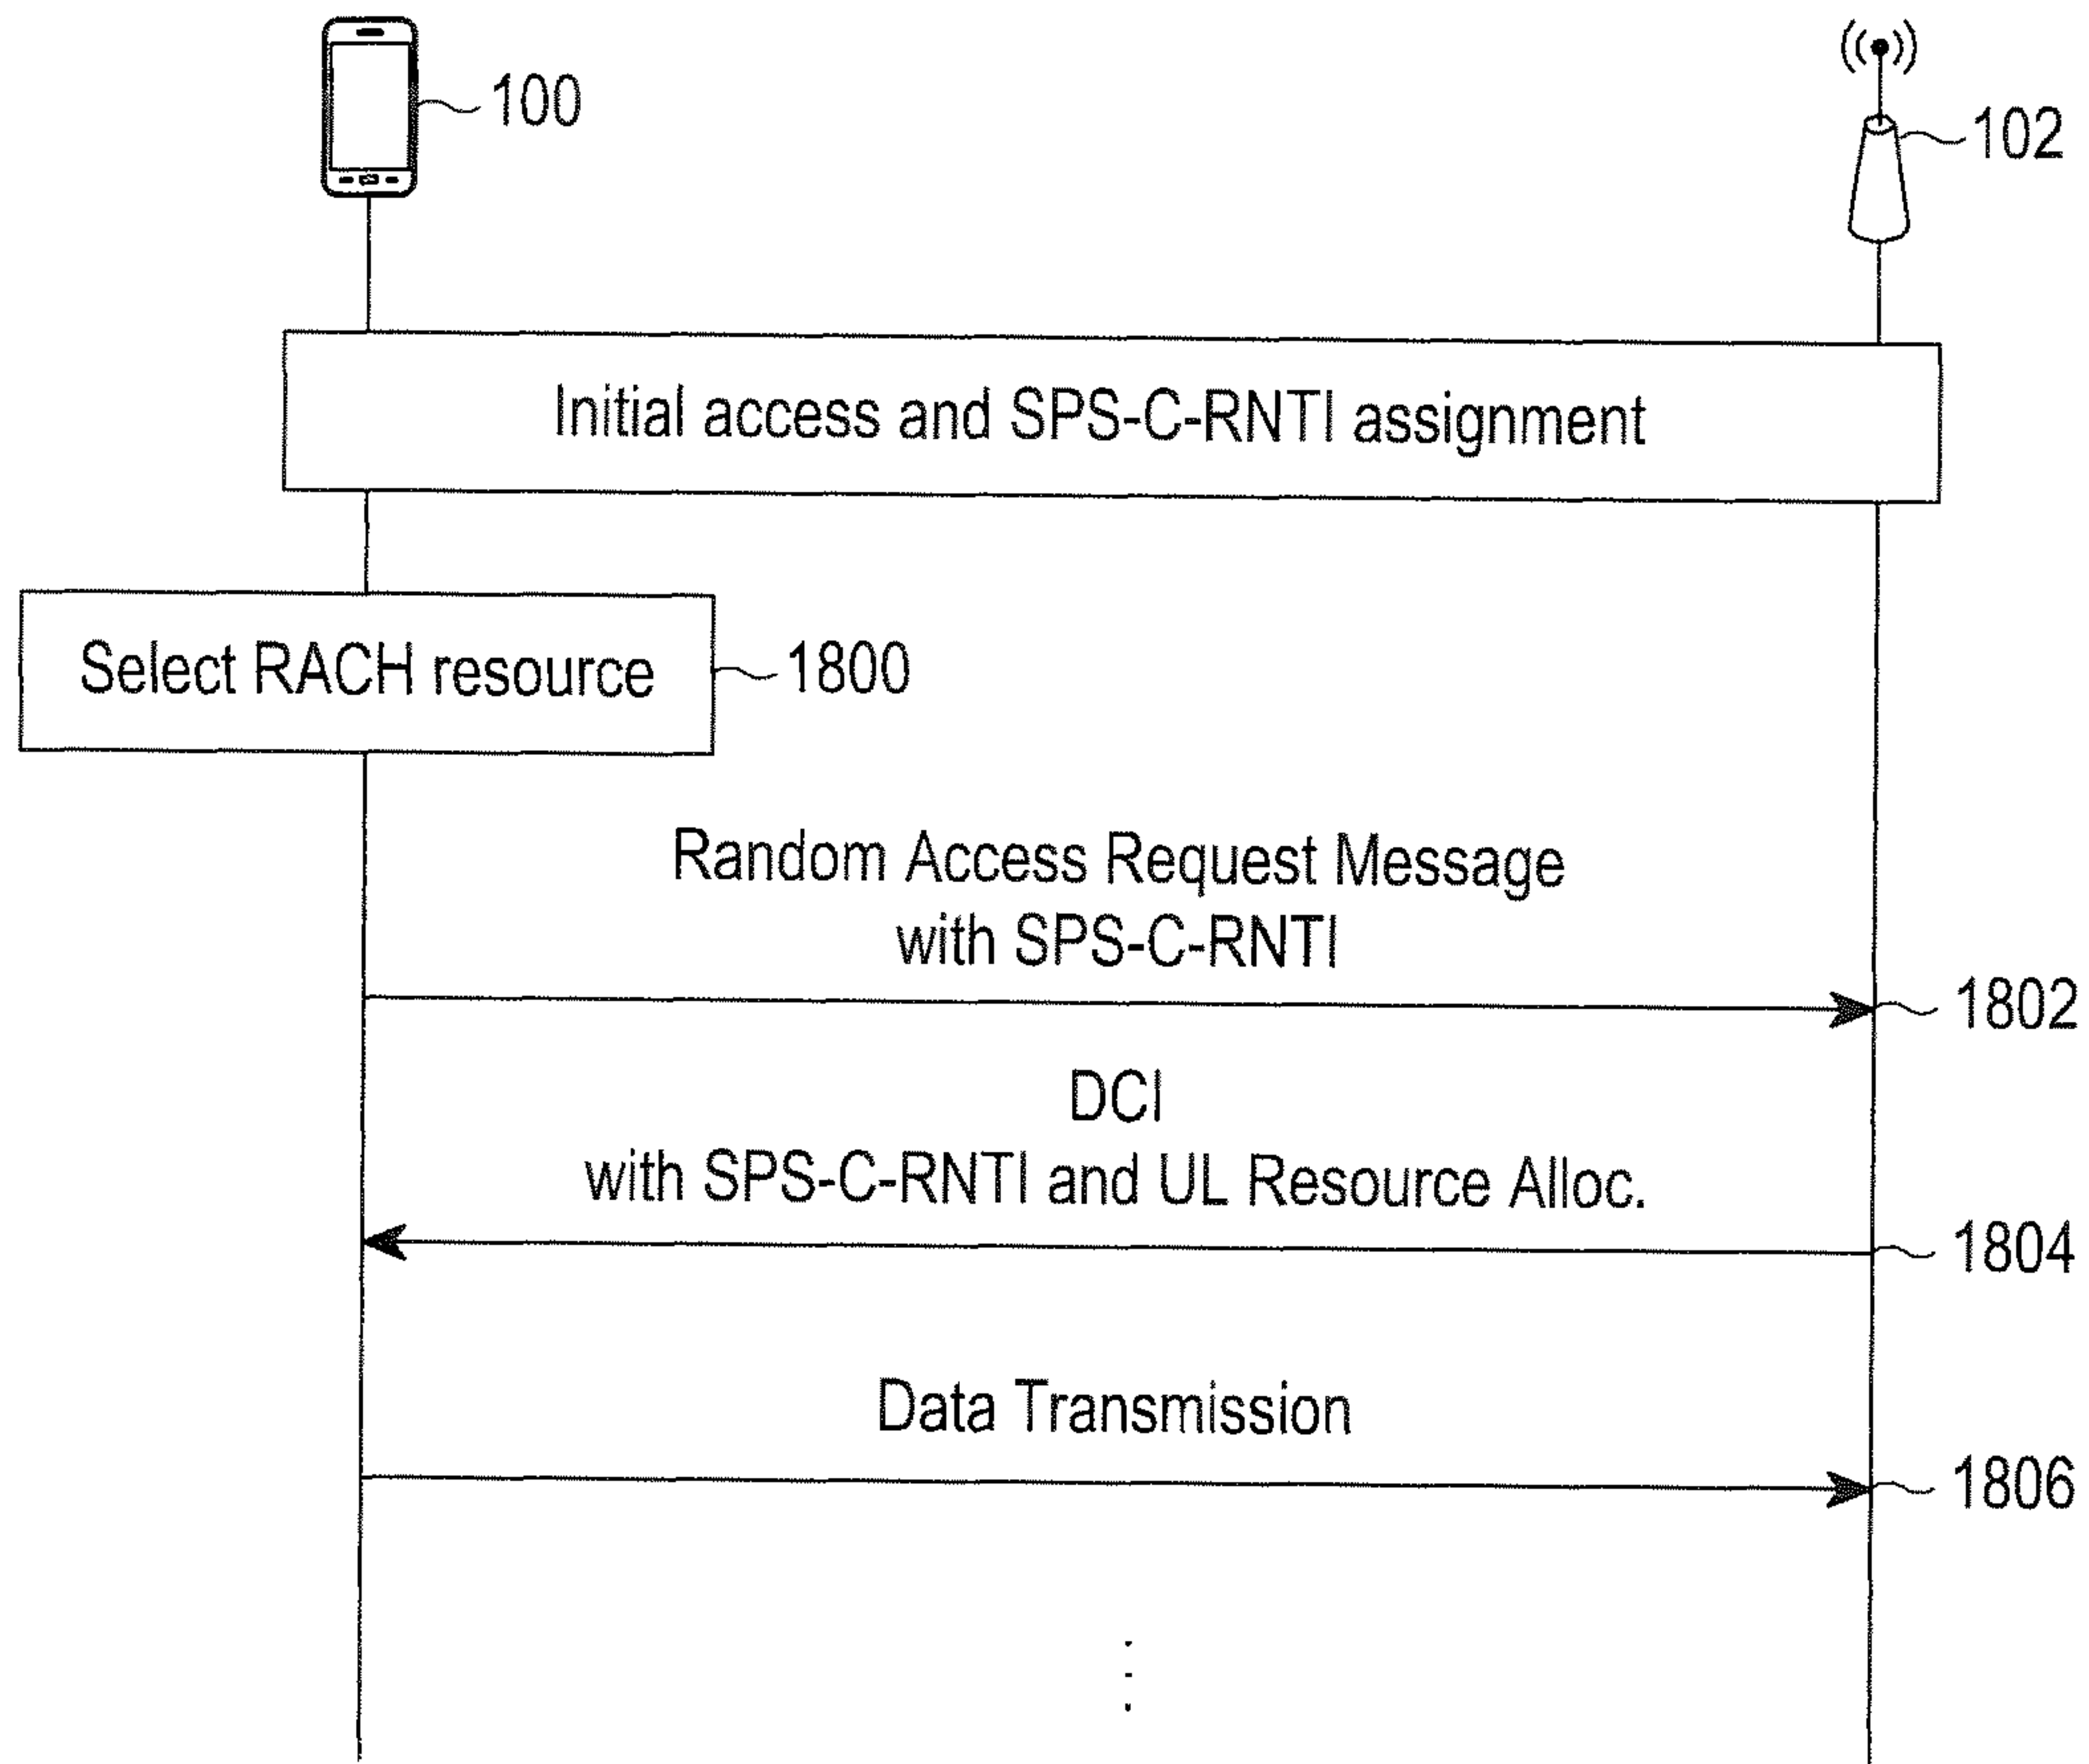 100
102
Initial access and SPS-C-RNTI assignment
Select RACH resource
1800
Random Access Request Message
with SPS-C-RNTI
1802
DCI
with SPS-C-RNTI and UL Resource Alloc.
1804
Data Transmission
1806